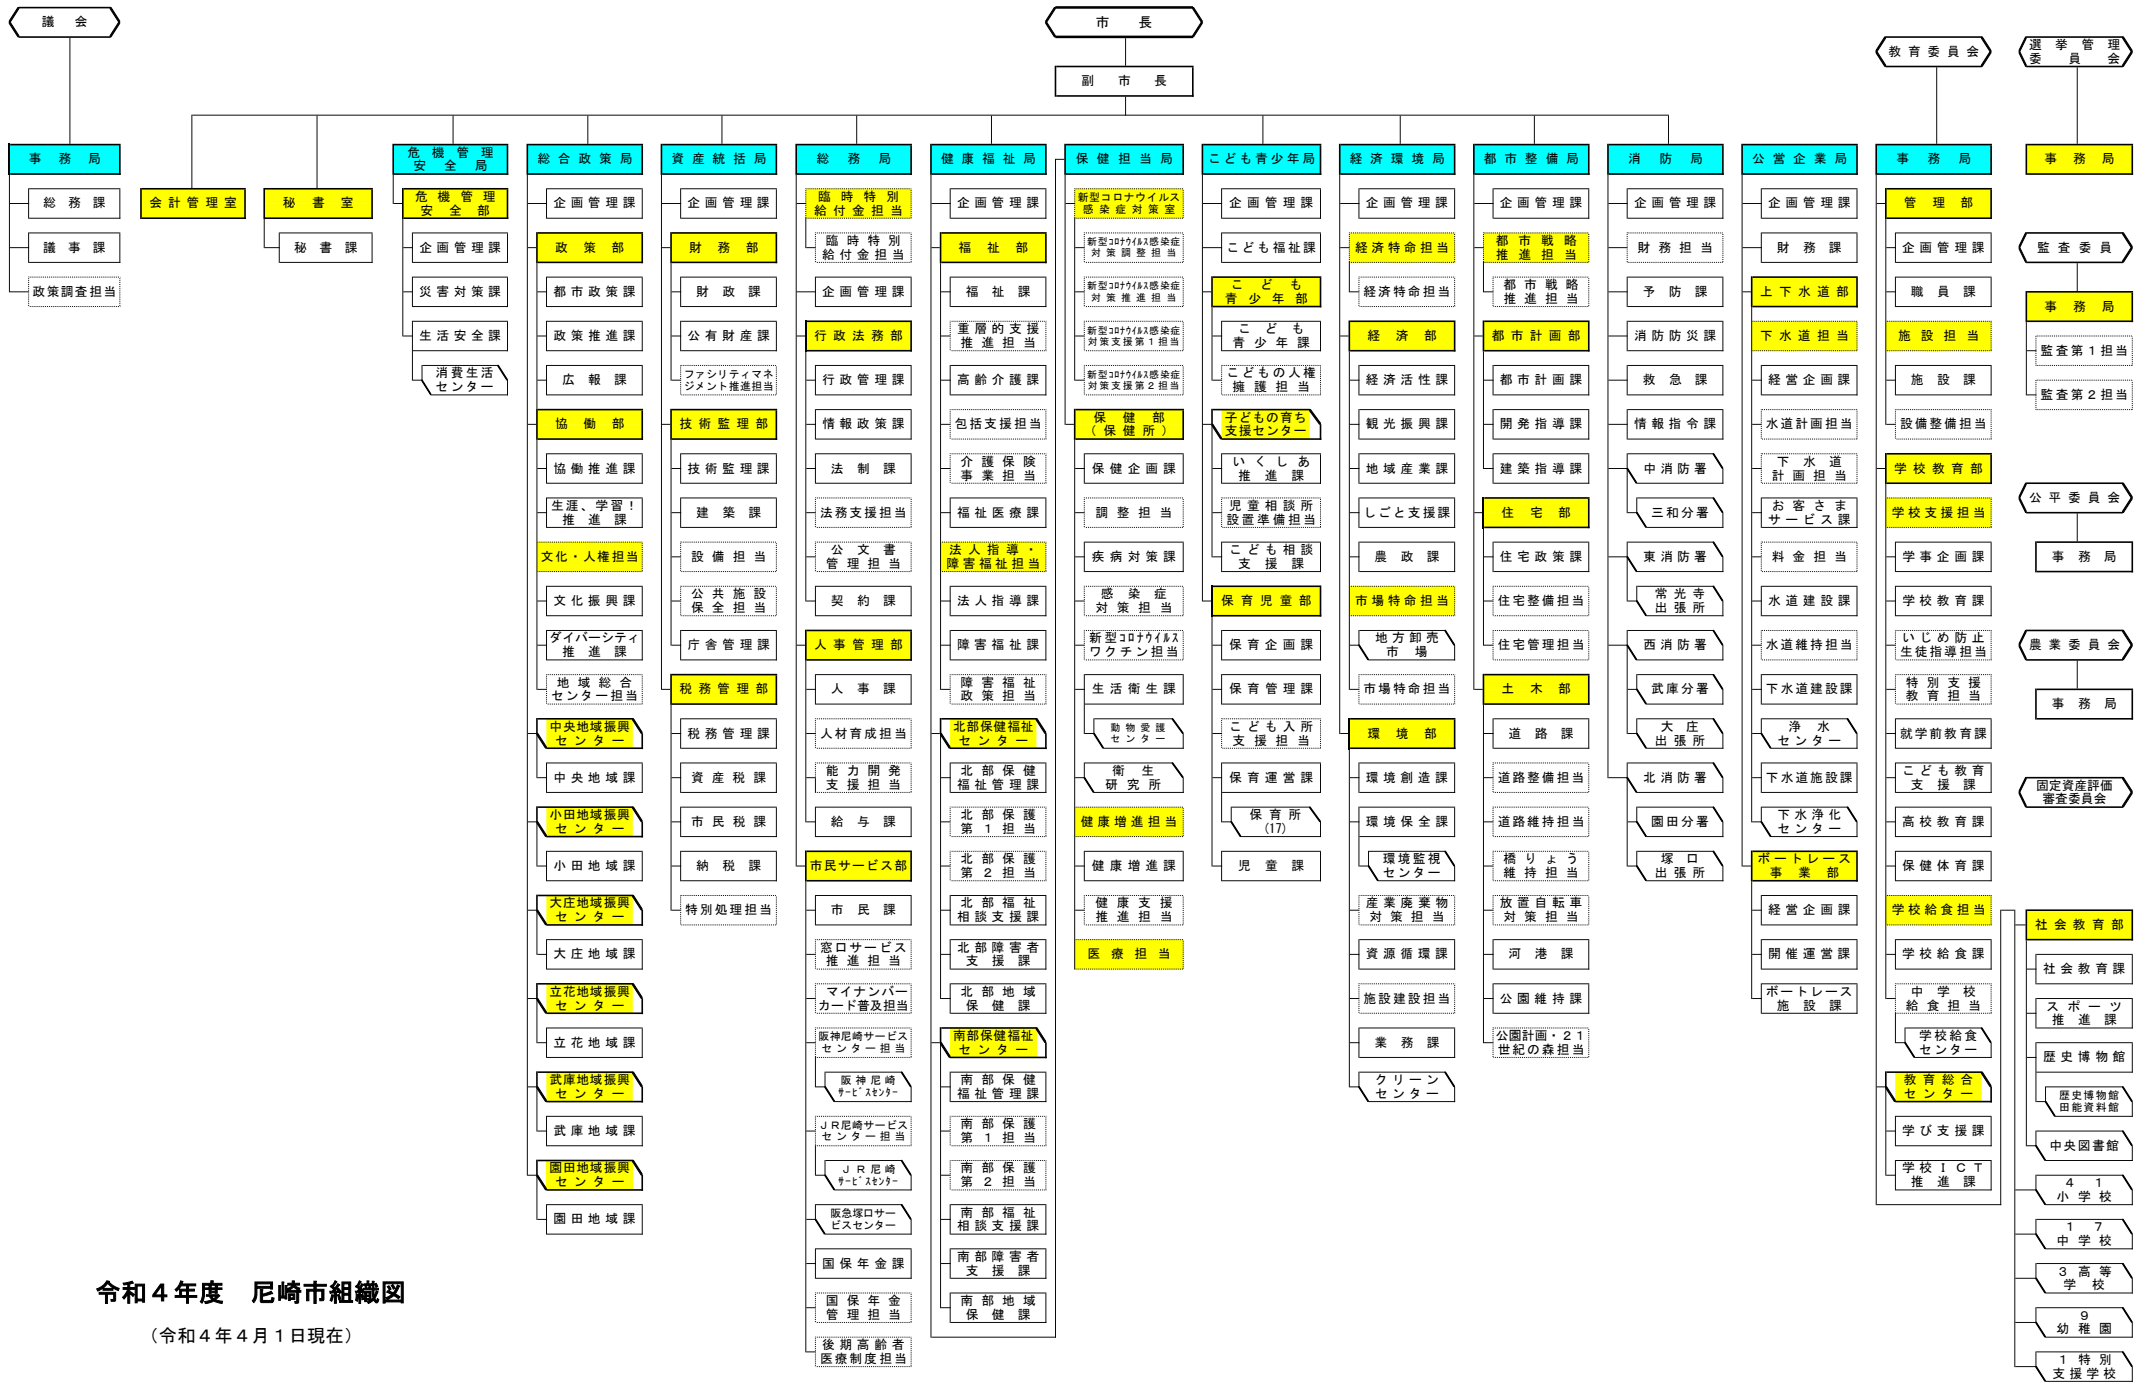 議会
市長
教育委員会
選挙管理
委員会
副市長
事務局
総務課
議事課
政策調査担当
会計管理室
秘書室
秘書課
危機管理
安全局
危機管理
安全部
企画管理課
災害対策課
生活安全課
消費生活
センター
総合政策局
企画管理課
政策部
都市政策課
政策推進課
広報課
協働部
協働推進課
生涯、学習！
推進課
文化・人権担当
文化振興課
ダイバーシティ
推進課
地域総合
センター担当
中央地域振興
センター
中央地域課
小田地域振興
センター
小田地域課
大庄地域振興
センター
大庄地域課
立花地域振興
センター
立花地域課
武庫地域振興
センター
武庫地域課
園田地域振興
センター
園田地域課
資産統括局
企画管理課
財務部
財政課
公有財産課
ファシリティマネ
ジメント推進担当
技術監理部
技術監理課
建築課
設備担当
公共施設
保全担当
庁舎管理課
税務管理部
税務管理課
資産税課
市民税課
納税課
特別処理担当
総務局
臨時特別
給付金担当
臨時特別
給付金担当
企画管理課
行政法務部
行政管理課
情報政策課
法制課
法務支援担当
公文書
管理担当
契約課
人事管理部
人事課
人材育成担当
能力開発
支援担当
給与課
市民サービス部
市民課
窓口サービス
推進担当
マイナンバー
カード普及担当
阪神尼崎サービス
センター担当
阪神尼崎
ｻｰﾋﾞｽｾﾝﾀｰ
ＪＲ尼崎サービス
センター担当
ＪＲ尼崎
ｻｰﾋﾞｽｾﾝﾀｰ
阪急塚口サー
ビスセンター
国保年金課
国保年金
管理担当
後期高齢者
医療制度担当
健康福祉局
企画管理課
福祉部
福祉課
重層的支援
推進担当
高齢介護課
包括支援担当
介護保険
事業担当
福祉医療課
法人指導・
障害福祉担当
法人指導課
障害福祉課
障害福祉
政策担当
北部保健福祉
センター
北部保健
福祉管理課
北部保護
第１担当
北部保護
第２担当
北部福祉
相談支援課
北部障害者
支援課
北部地域
保健課
南部保健福祉
センター
南部保健
福祉管理課
南部保護
第１担当
南部保護
第２担当
南部福祉
相談支援課
南部障害者
支援課
南部地域
保健課
保健担当局
新型コロナウイルス
感染症対策室
新型ｺﾛﾅｳｲﾙｽ感染症
対策調整担当
新型ｺﾛﾅｳｲﾙｽ感染症
対策推進担当
新型ｺﾛﾅｳｲﾙｽ感染症
対策支援第１担当
新型ｺﾛﾅｳｲﾙｽ感染症
対策支援第２担当
保健部
（保健所）
保健企画課
調整担当
疾病対策課
感染症
対策担当
新型ｺﾛﾅｳｲﾙｽ
ワクチン担当
生活衛生課
動物愛護
センター
衛生
研究所
健康増進担当
健康増進課
健康支援
推進担当
医療担当
こども青少年局
企画管理課
こども福祉課
こども
青少年部
こども
青少年課
こどもの人権
擁護担当
子どもの育ち
支援センター
いくしあ
推進課
児童相談所
設置準備担当
こども相談
支援課
保育児童部
保育企画課
保育管理課
こども入所
支援担当
保育運営課
保育所
(17)
児童課
経済環境局
企画管理課
経済特命担当
経済特命担当
経済部
経済活性課
観光振興課
地域産業課
しごと支援課
農政課
市場特命担当
地方卸売
市場
市場特命担当
環境部
環境創造課
環境保全課
環境監視
センター
産業廃棄物
対策担当
資源循環課
施設建設担当
業務課
クリーン
センター
都市整備局
企画管理課
都市戦略
推進担当
都市戦略
推進担当
都市計画部
都市計画課
開発指導課
建築指導課
住宅部
住宅政策課
住宅整備担当
住宅管理担当
土木部
道路課
道路整備担当
道路維持担当
橋りょう
維持担当
放置自転車
対策担当
河港課
公園維持課
公園計画・２１
世紀の森担当
消防局
企画管理課
財務担当
予防課
消防防災課
救急課
情報指令課
中消防署
三和分署
東消防署
常光寺
出張所
西消防署
武庫分署
大庄
出張所
北消防署
園田分署
塚口
出張所
公営企業局
企画管理課
財務課
上下水道部
下水道担当
経営企画課
水道計画担当
下水道
計画担当
お客さま
サービス課
料金担当
水道建設課
水道維持担当
下水道建設課
浄水
センター
下水道施設課
下水浄化
センター
ボートレース
事業部
経営企画課
開催運営課
ボートレース
施設課
事務局
管理部
企画管理課
職員課
施設担当
施設課
設備整備担当
学校教育部
学校支援担当
学事企画課
学校教育課
いじめ防止
生徒指導担当
特別支援
教育担当
就学前教育課
こども教育
支援課
高校教育課
保健体育課
学校給食担当
学校給食課
中学校
給食担当
学校給食
センター
教育総合
センター
学び支援課
学校ＩＣＴ
推進課
事務局
監査委員
事務局
監査第１担当
監査第２担当
公平委員会
事務局
農業委員会
事務局
固定資産評価
審査委員会
社会教育部
社会教育課
スポーツ
推進課
歴史博物館
歴史博物館
田能資料館
中央図書館
４１
小学校
１７
中学校
３高等
学校
９
幼稚園
１特別
支援学校
令和４年度　尼崎市組織図
（令和４年４月１日現在）